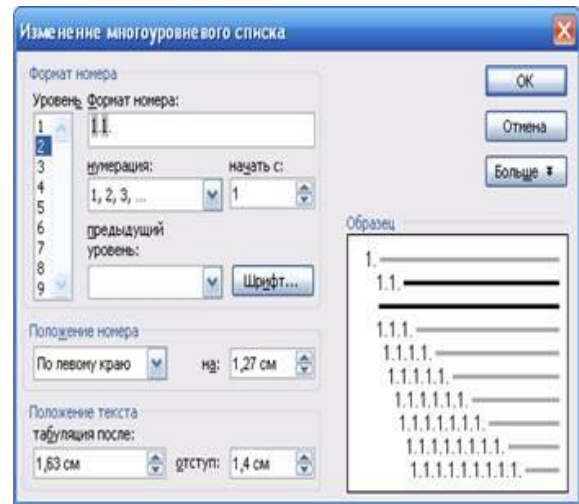 Изменение многоуровневого списка
Формат номера
Уровень Формат номера:
1
2
3
4
5
6
7
8
9
1.1.
нумерация:
начать с:
1, 2, 3, ...
1
предыдущий
уровень:
Шрифт...
Положение номера
По левому краю
на:
1,27 см
Положение текста
табуляция после:
1,63 см
отступ:
1,4 см
ОК
Отмена
Больше
Образец
1.
1.1.
1.1.1.
1.1.1.1.
1.1.1.1.1.
1.1.1.1.1.1.
1.1.1.1.1.1.1.
1.1.1.1.1.1.1.1.
1.1.1.1.1.1.1.1.1.